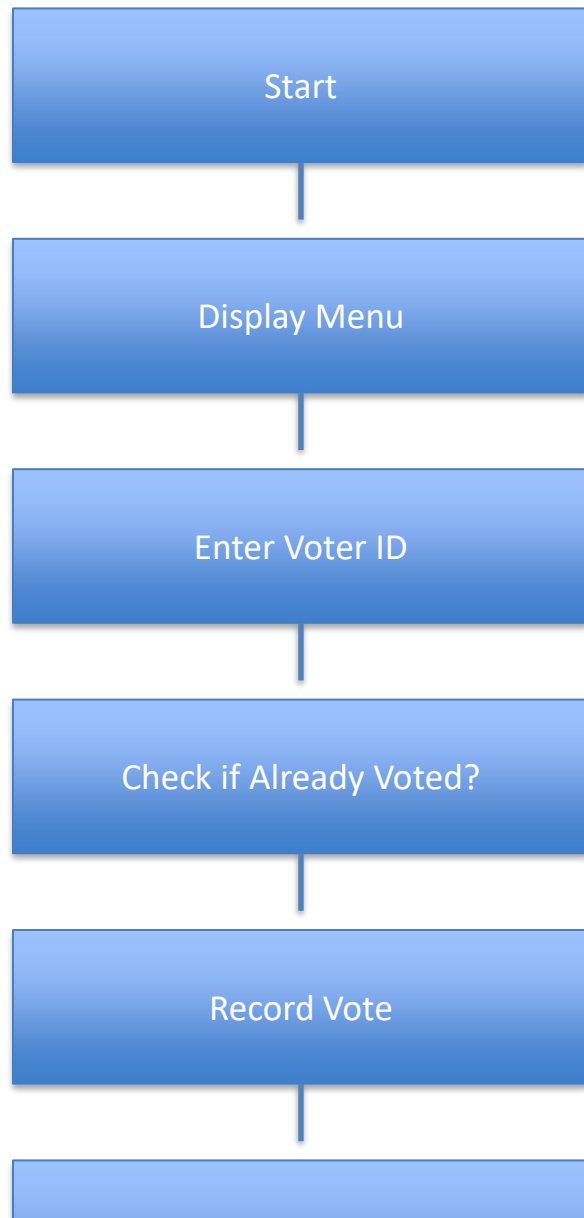 Start
Display Menu
Enter Voter ID
Check if Already Voted?
Record Vote